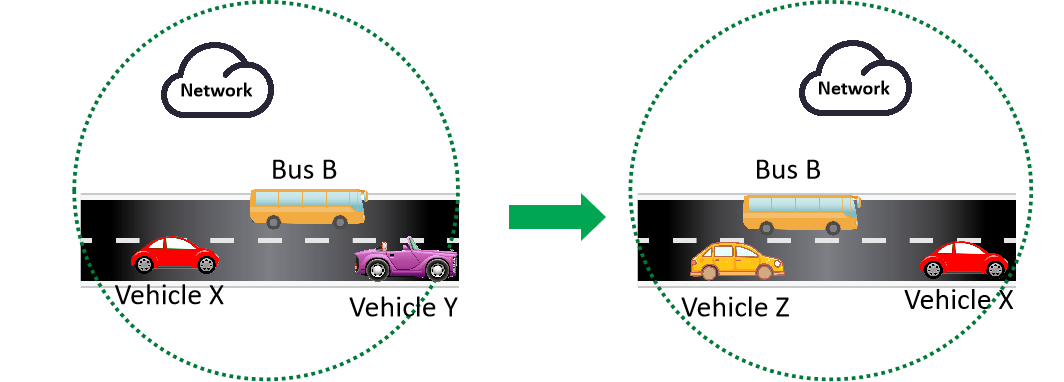 Network
Bus B
Vehicle X
Vehicle Y
Network
Bus B
Vehicle Z
Vehicle X